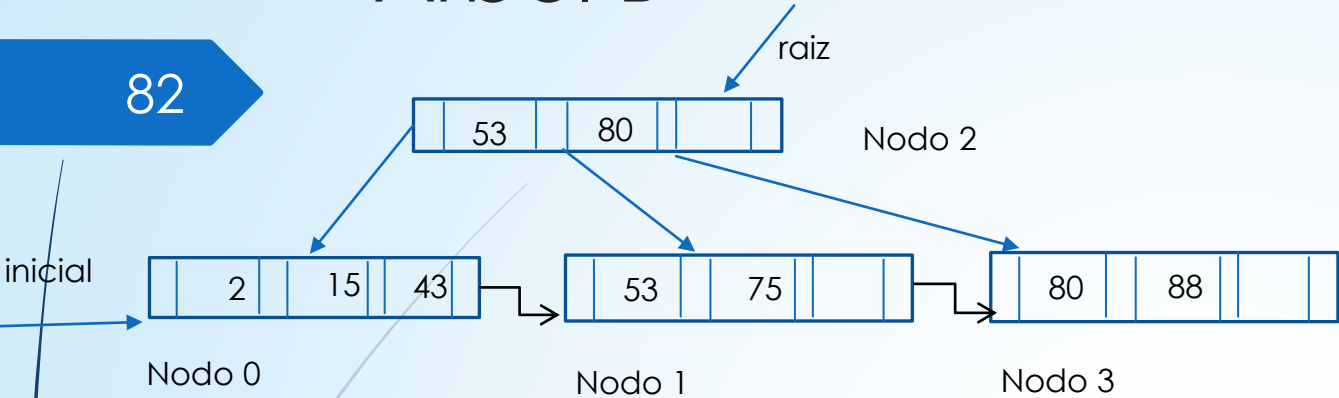 raiz
82
53 80
Nodo 2
inicial
2 15 43
53 75
80 88
Nodo 0
Nodo 1
Nodo 3